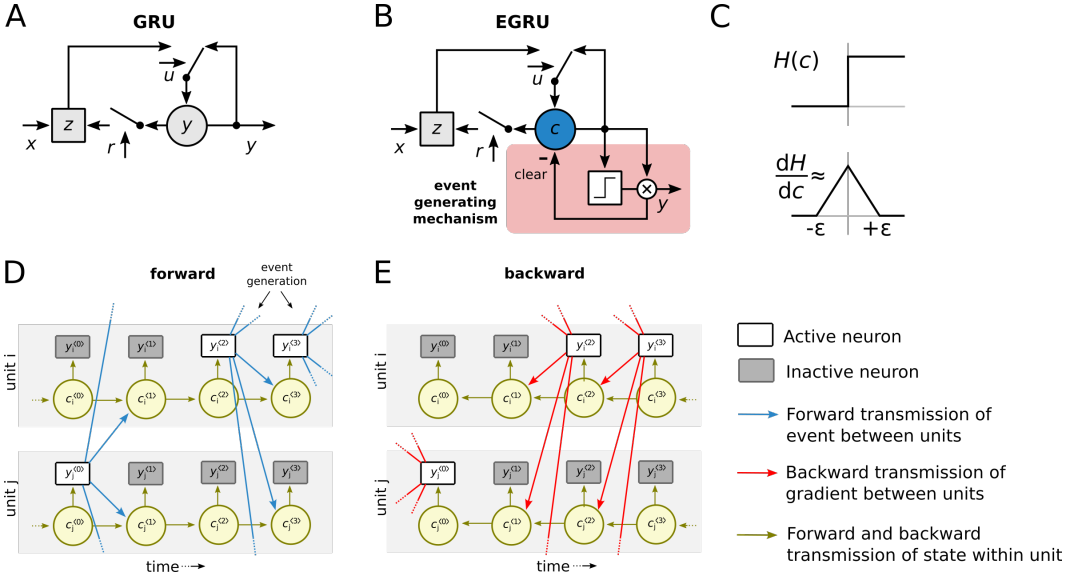 A
GRU
u
z
y
x
r
y
B
EGRU
u
z
c
x
r
-
clear
event
generating
mechanism
y
C
H(c)
dH
dc
≈
-ε +ε
D
forward
event
generation
unit i
y_i^⟨0⟩ y_i^⟨1⟩ y_i^⟨2⟩ y_i^⟨3⟩
c_i^⟨0⟩ c_i^⟨1⟩ c_i^⟨2⟩ c_i^⟨3⟩
unit j
y_j^⟨0⟩ y_j^⟨1⟩ y_j^⟨2⟩ y_j^⟨3⟩
c_j^⟨0⟩ c_j^⟨1⟩ c_j^⟨2⟩ c_j^⟨3⟩
time
E
backward
unit i
y_i^⟨0⟩ y_i^⟨1⟩ y_i^⟨2⟩ y_i^⟨3⟩
c_i^⟨0⟩ c_i^⟨1⟩ c_i^⟨2⟩ c_i^⟨3⟩
unit j
y_j^⟨0⟩ y_j^⟨1⟩ y_j^⟨2⟩ y_j^⟨3⟩
c_j^⟨0⟩ c_j^⟨1⟩ c_j^⟨2⟩ c_j^⟨3⟩
time
Active neuron
Inactive neuron
Forward transmission of
event between units
Backward transmission of
gradient between units
Forward and backward
transmission of state within unit